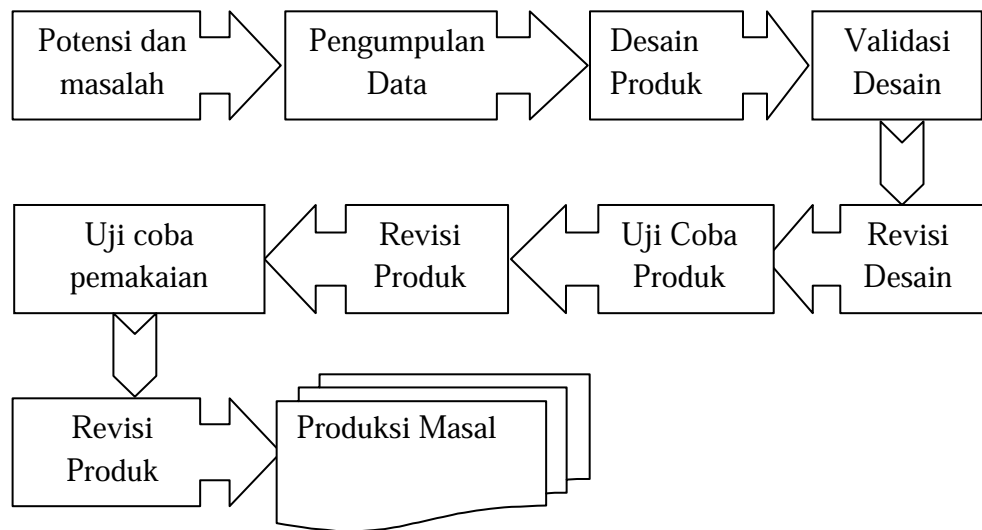 Potensi dan
masalah
Pengumpulan
Data
Desain
Produk
Validasi
Desain
Revisi
Desain
Uji Coba
Produk
Revisi
Produk
Uji coba
pemakaian
Revisi
Produk
Produksi Masal